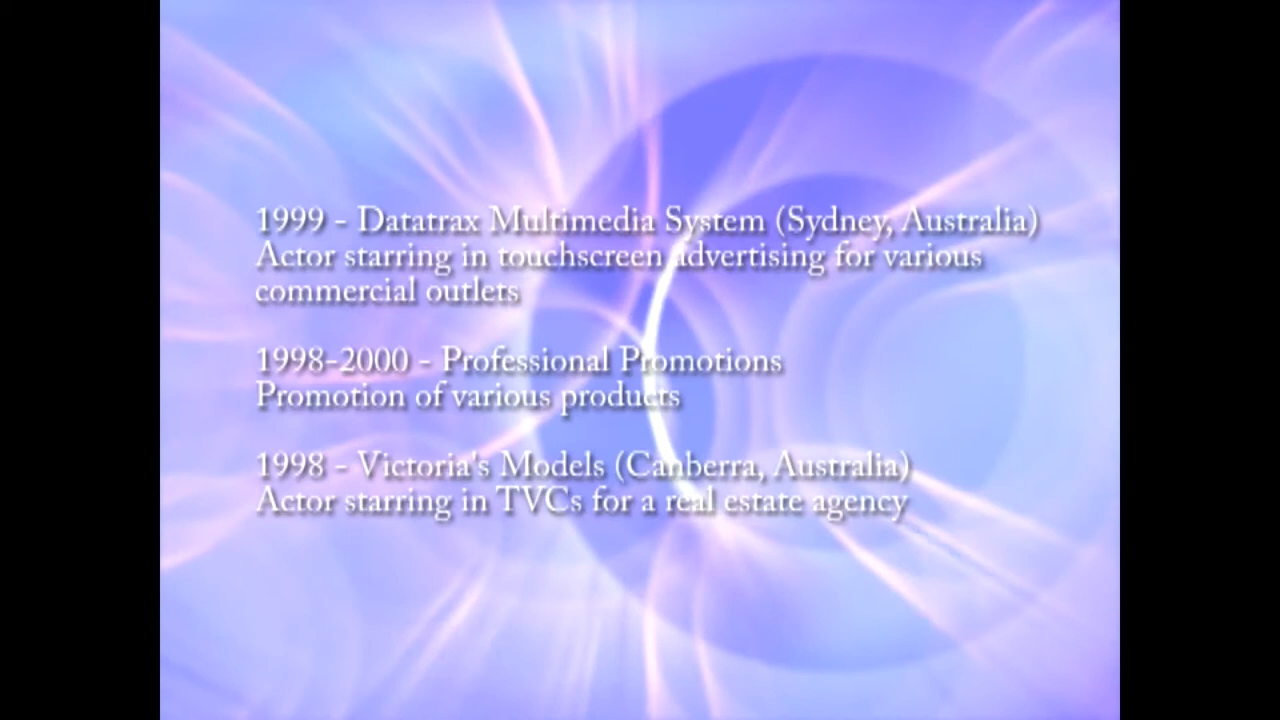 1999 - Datatrax Multimedia System (Sydney, Australia)
Actor starring in touchscreen advertising for various
commercial outlets
1998-2000 - Professional Promotions
Promotion of various products
1998 - Victoria's Models (Canberra, Australia)
Actor starring in TVCs for a real estate agency